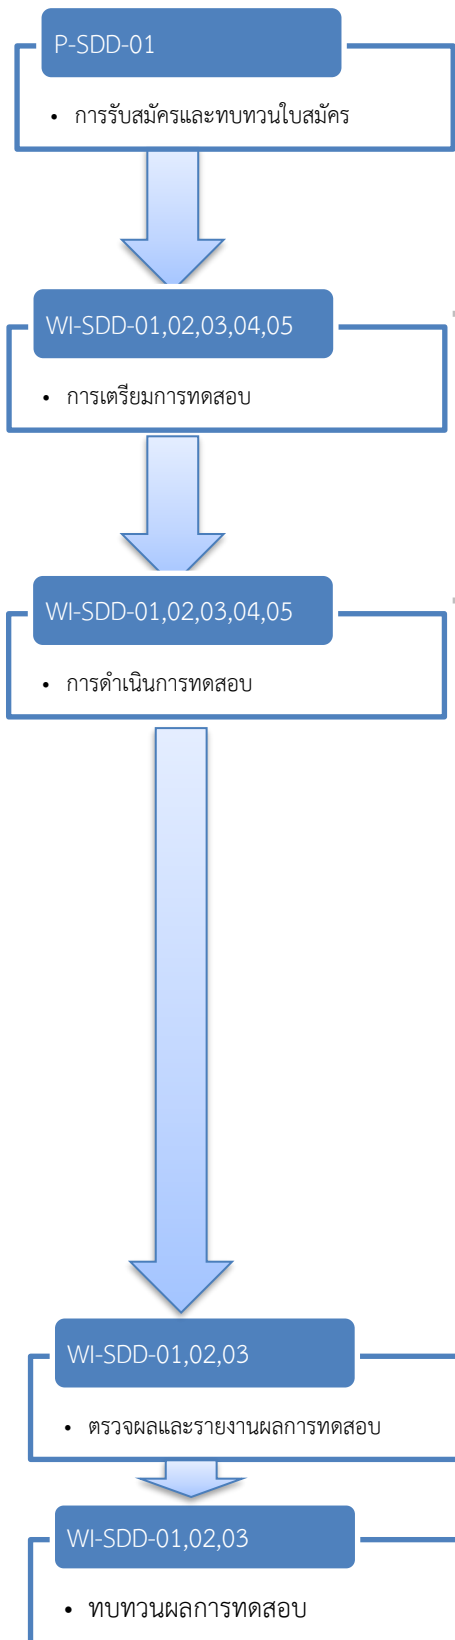 P-SDD-01
• การรับสมัครและทบทวนใบสมัคร
WI-SDD-01,02,03,04,05
• การเตรียมการทดสอบ
WI-SDD-01,02,03,04,05
• การดำเนินการทดสอบ
WI-SDD-01,02,03
• ตรวจผลและรายงานผลการทดสอบ
WI-SDD-01,02,03
• ทบทวนผลการทดสอบ